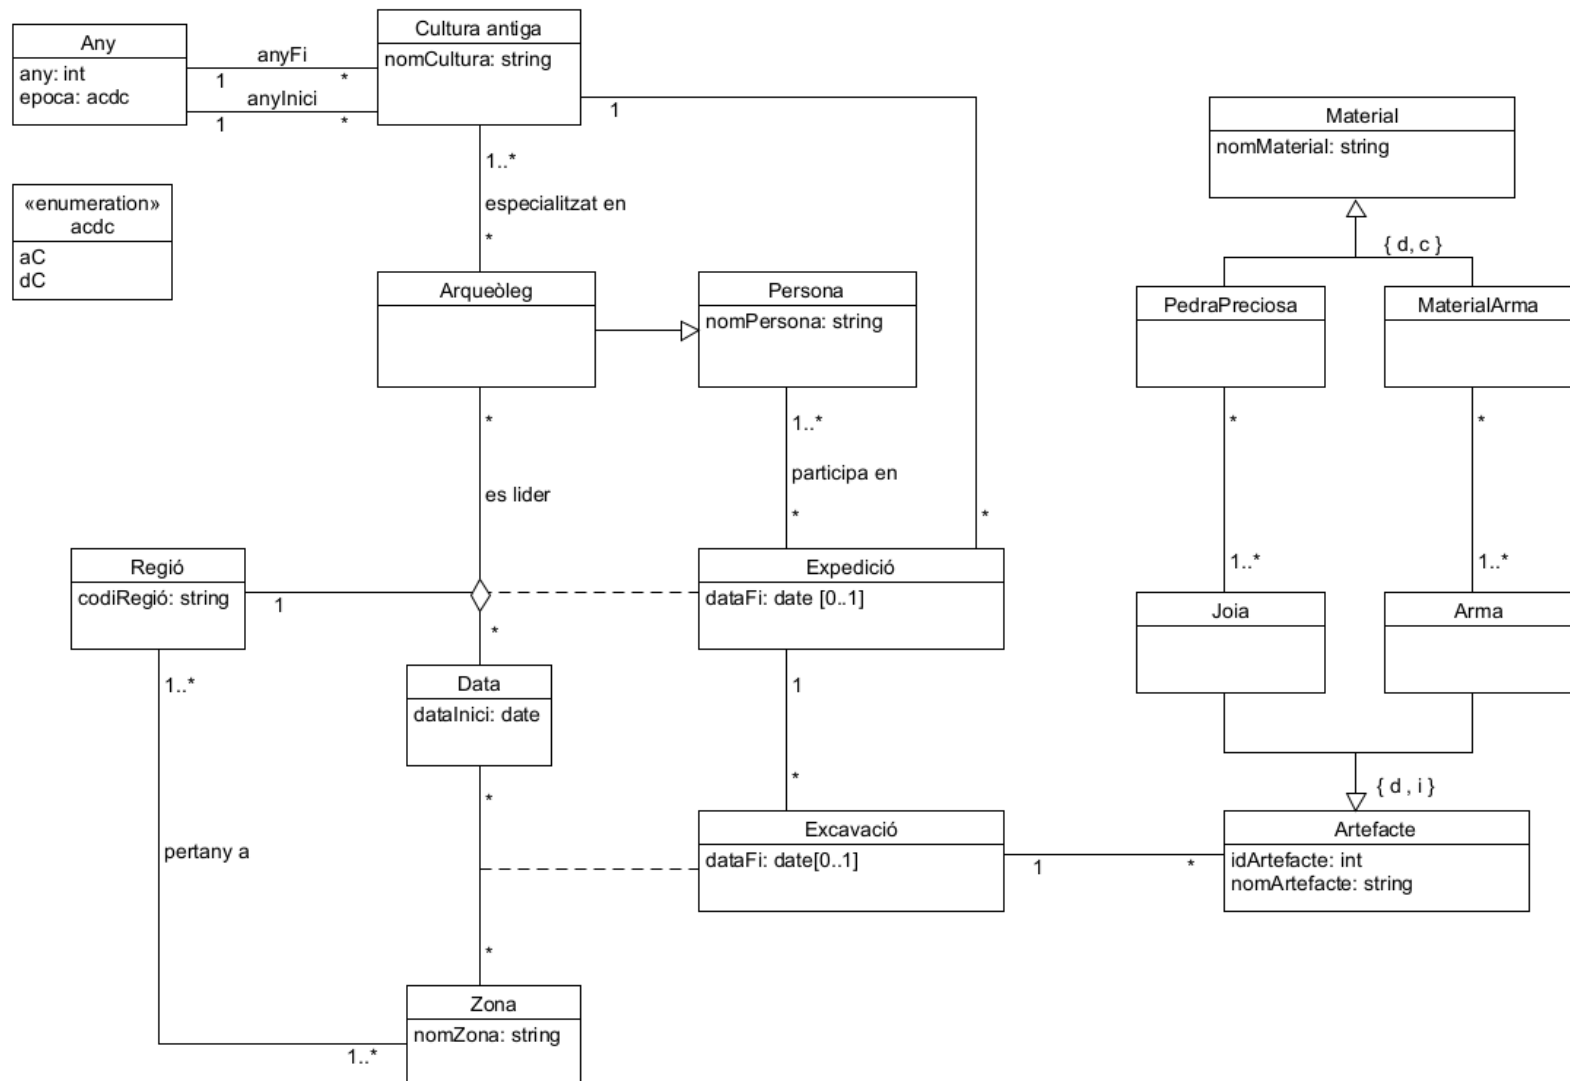 Any
any: int
epoca: acdc
anyFi
1
*
anyInici
1
*
Cultura antiga
nomCultura: string
1
«enumeration»
acdc
aC
dC
1..*
especialitzat en
*
Material
nomMaterial: string
{ d, c }
Arqueòleg
Persona
nomPersona: string
PedraPreciosa
MaterialArma
*
es lider
1..*
participa en
*
*
*
1..*
*
1..*
Regió
codiRegió: string
1
*
Expedició
dataFi: date [0..1]
Joia
Arma
1..*
Data
dataInici: date
1
*
*
{ d , i }
pertany a
Excavació
dataFi: date[0..1]
1
*
Artefacte
idArtefacte: int
nomArtefacte: string
*
Zona
nomZona: string
1..*